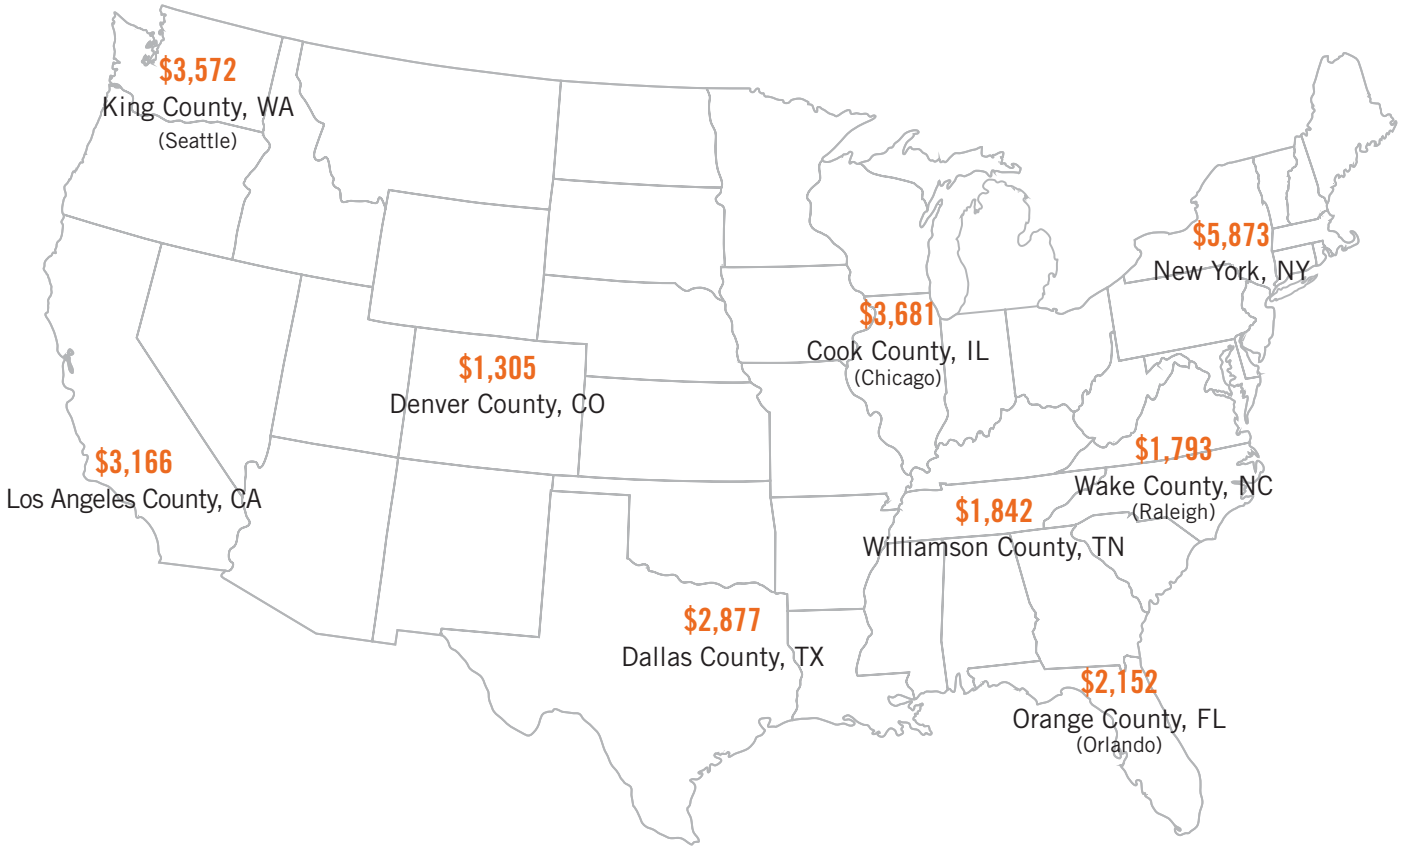 $3,572
King County, WA
(Seattle)
$5,873
New York, NY
$3,681
Cook County, IL
(Chicago)
$1,305
Denver County, CO
$3,166
Los Angeles County, CA
$1,793
Wake County, NC
(Raleigh)
$1,842
Williamson County, TN
$2,877
Dallas County, TX
$2,152
Orange County, FL
(Orlando)